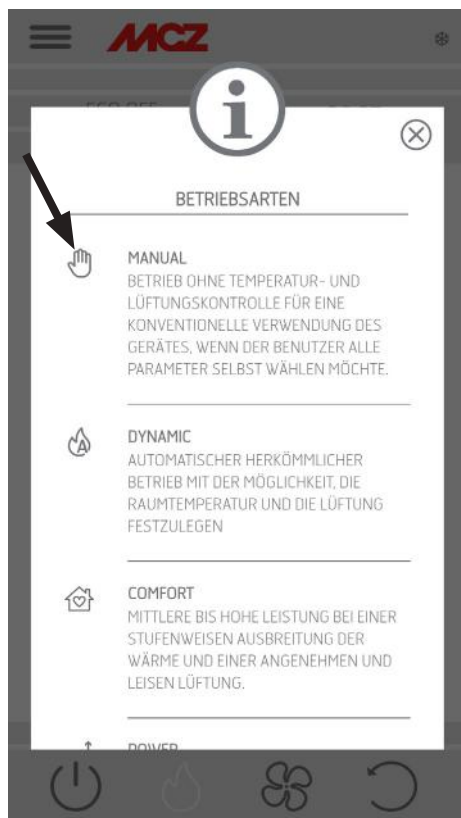 MCZ
i
BETRIEBSARTEN
MANUAL
BETRIEB OHNE TEMPERATUR- UND
LÜFTUNGSKONTROLLE FÜR EINE
KONVENTIONELLE VERWENDUNG DES
GERÄTES, WENN DER BENUTZER ALLE
PARAMETER SELBST WÄHLEN MÖCHTE.
A
DYNAMIC
AUTOMATISCHER HERKÖMMLICHER
BETRIEB MIT DER MÖGLICHKEIT, DIE
RAUMTEMPERATUR UND DIE LÜFTUNG
FESTZULEGEN
COMFORT
MITTLERE BIS HOHE LEISTUNG BEI EINER
STUFENWEISEN AUSBREITUNG DER
WÄRME UND EINER ANGENEHMEN UND
LEISEN LÜFTUNG.
POWER